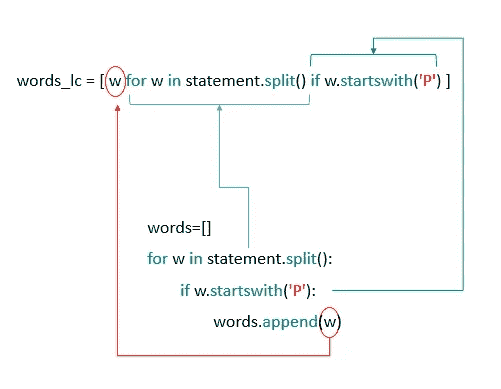 words_lc = [ w for w in statement.split() if w.startswith('P') ]
words=[]
for w in statement.split():
if w.startswith('P'):
words.append(w)